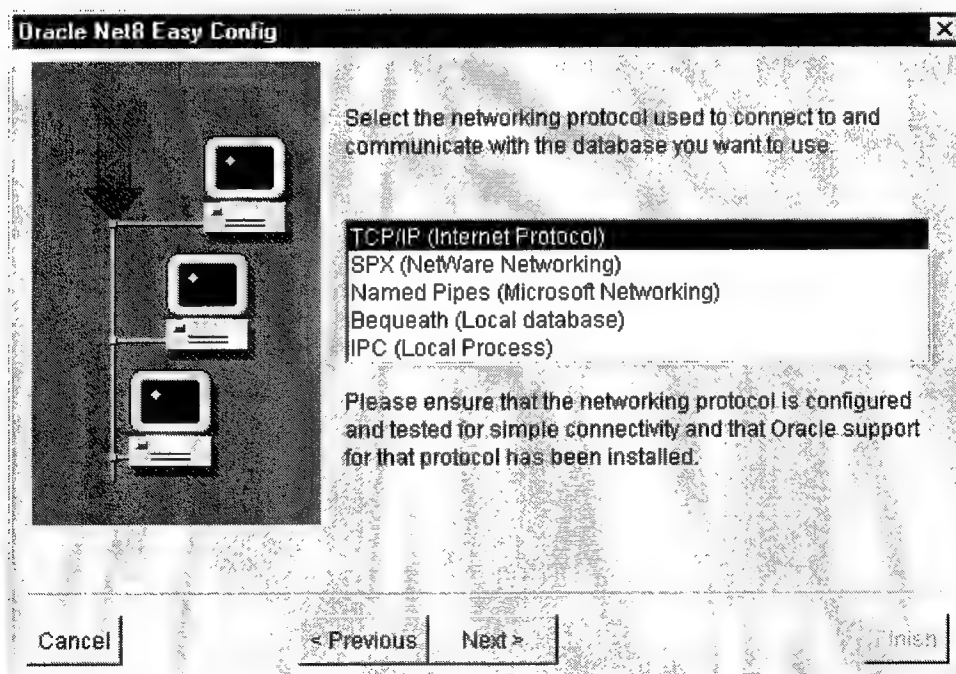 Oracle Net8 Easy Config
Select the networking protocol used to connect to and
communicate with the database you want to use.
TCP/IP (Internet Protocol)
SPX (NetWare Networking)
Named Pipes (Microsoft Networking)
Bequeath (Local database)
IPC (Local Process)
Please ensure that the networking protocol is configured
and tested for simple connectivity and that Oracle support
for that protocol has been installed.
Cancel
< Previous
Next >
Finish